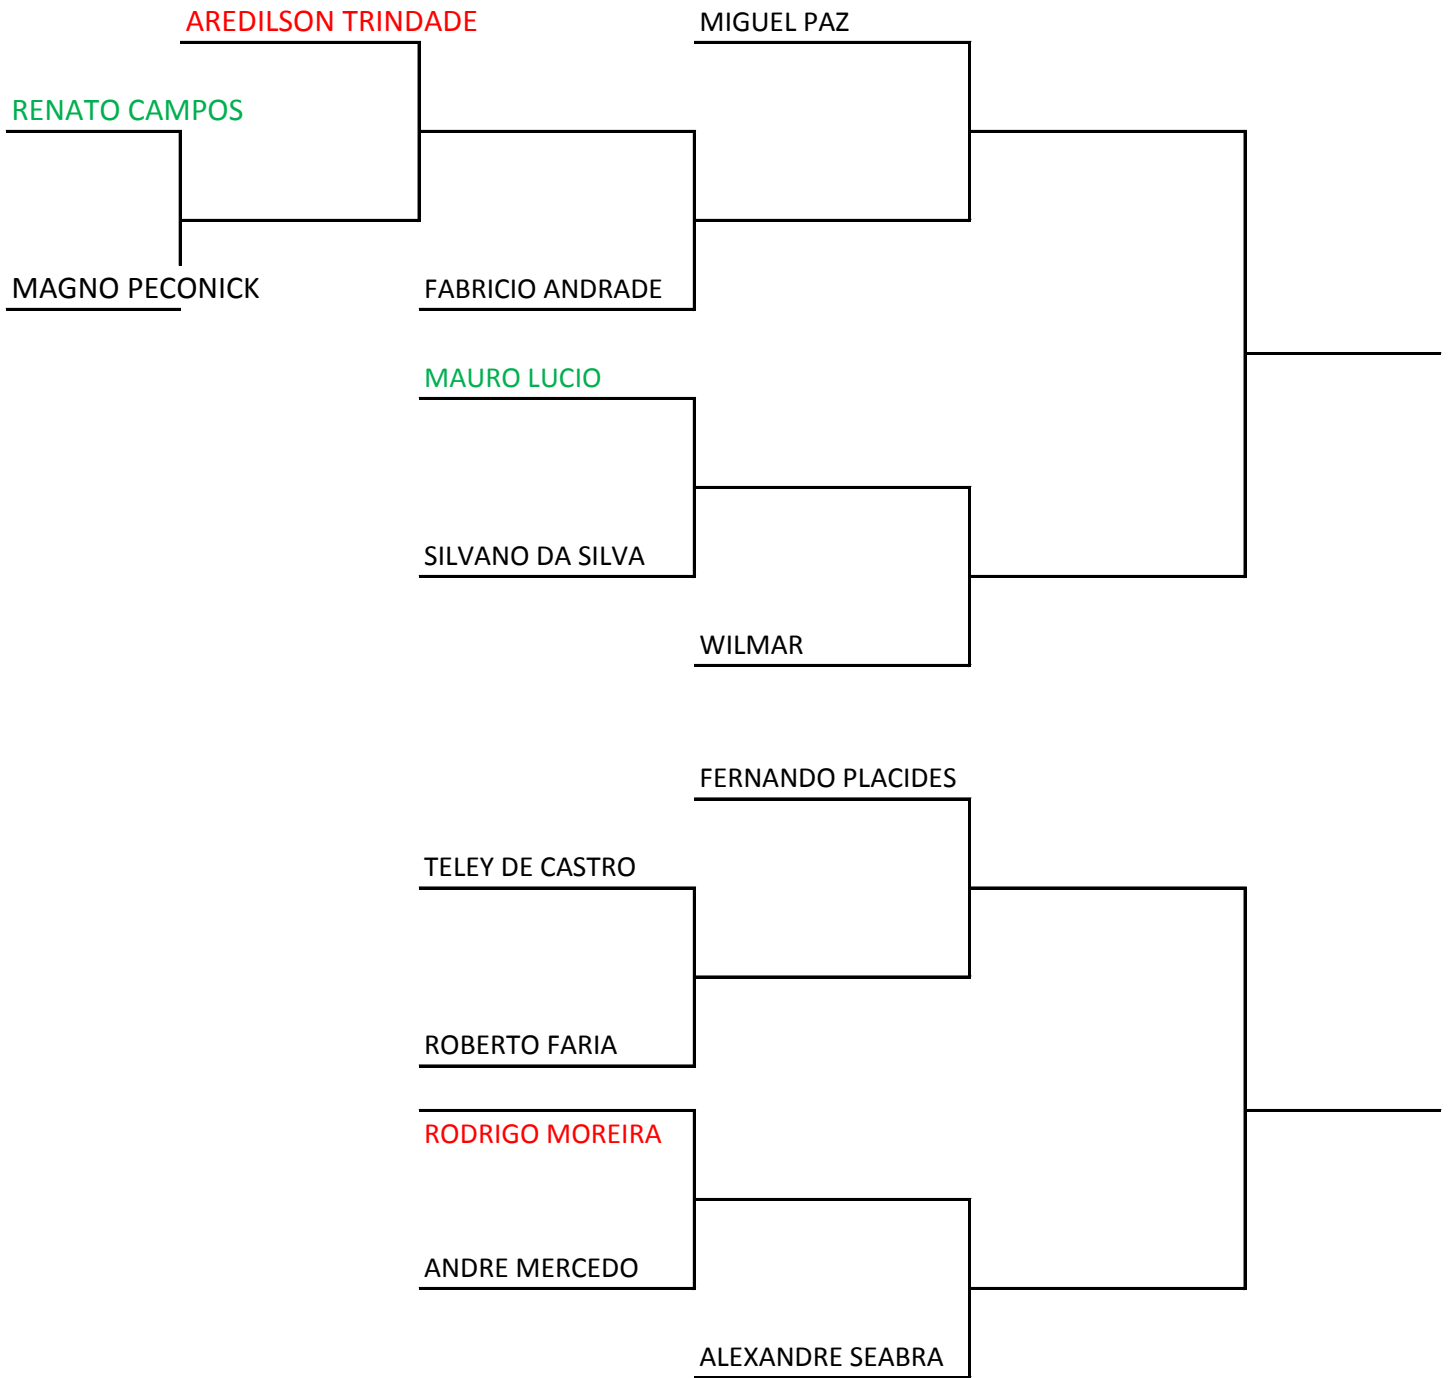 AREDILSON TRINDADE
MIGUEL PAZ
RENATO CAMPOS
MAGNO PECONICK
FABRICIO ANDRADE
MAURO LUCIO
SILVANO DA SILVA
WILMAR
FERNANDO PLACIDES
TELEY DE CASTRO
ROBERTO FARIA
RODRIGO MOREIRA
ANDRE MERCEDO
ALEXANDRE SEABRA